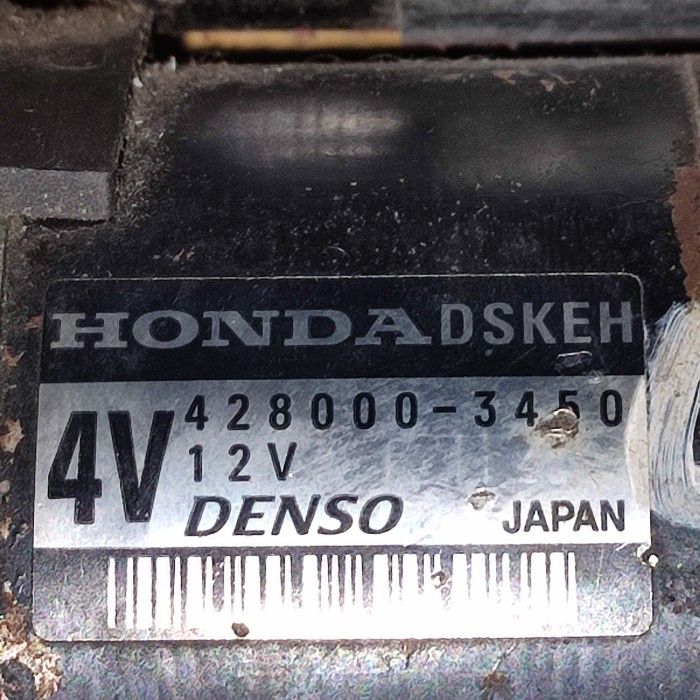 HONDA DSKEH
4V 428000-3450
12V
DENSO JAPAN